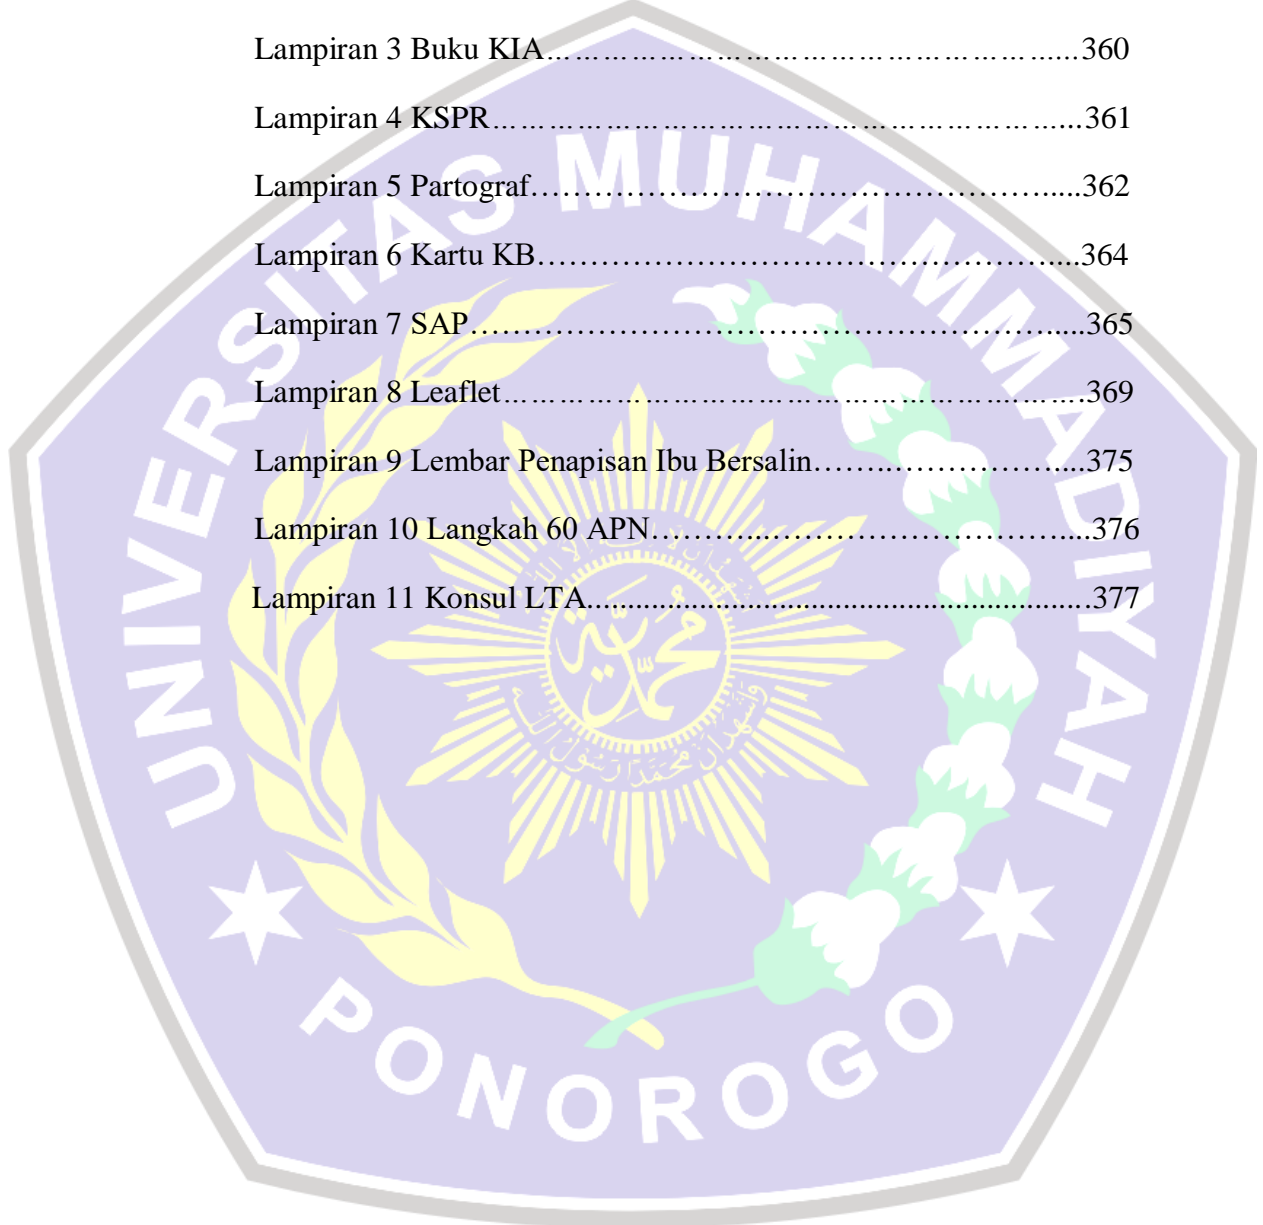 Lampiran 3 Buku KIA………………………………………………...360
Lampiran 4 KSPR……………………………………………………...361
Lampiran 5 Partograf………………………………………….....362
Lampiran 6 Kartu KB………………………………………….....364
Lampiran 7 SAP……………………………………………….....365
Lampiran 8 Leaflet……………………………………………………….369
Lampiran 9 Lembar Penapisan Ibu Bersalin……..……………....375
Lampiran 10 Langkah 60 APN………..………………………....376
Lampiran 11 Konsul LTA................................................................377
UNIVERSITAS MUHAMMADIYAH
PONOROGO
محمدية